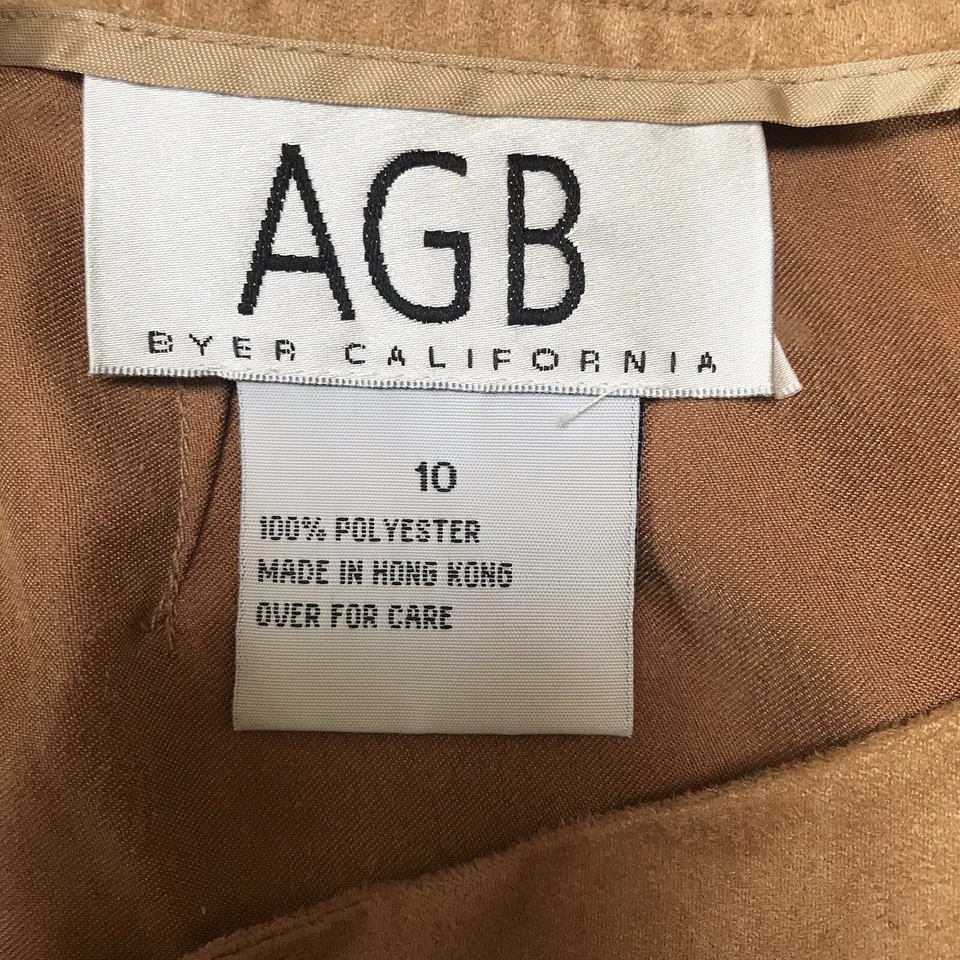 AGB
BYER CALIFORNIA
10
100% POLYESTER
MADE IN HONG KONG
OVER FOR CARE